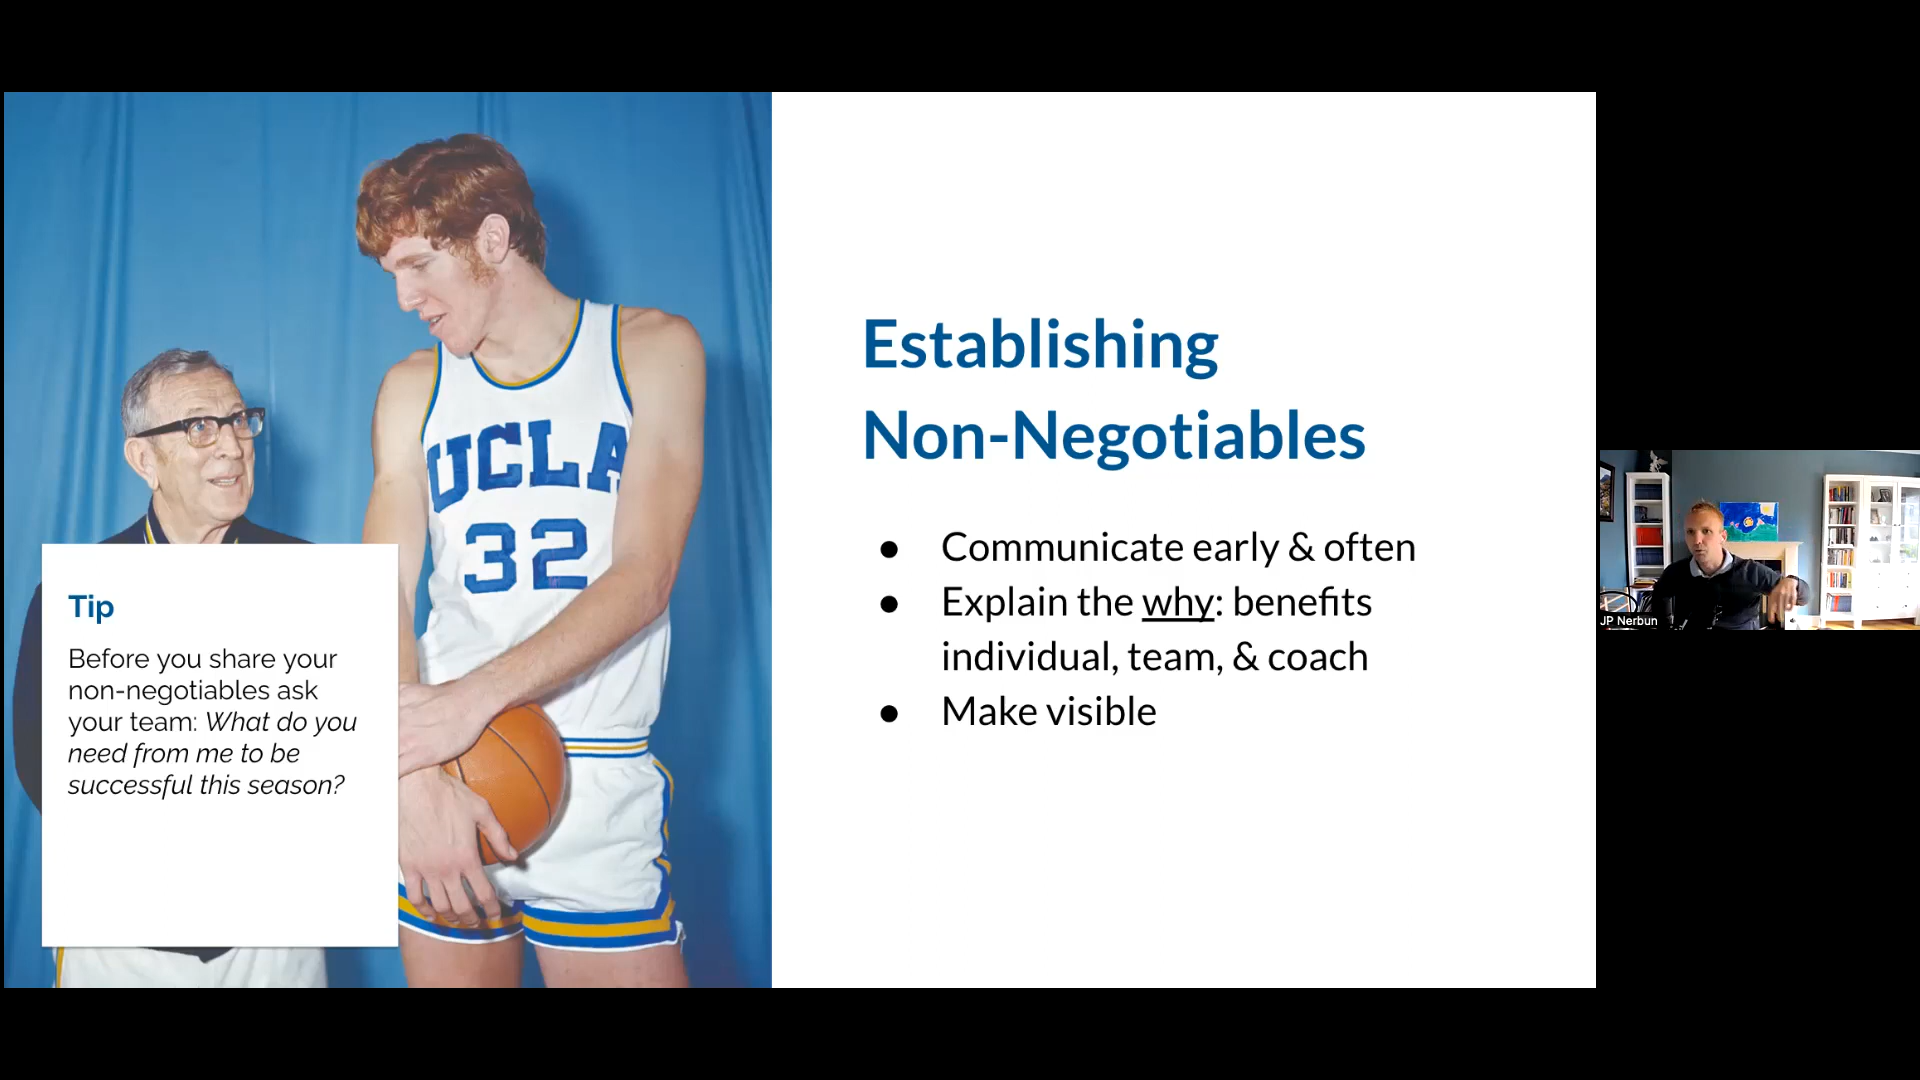 UCLA
32
Tip
Before you share your
non-negotiables ask
your team: What do you
need from me to be
successful this season?
Establishing
Non-Negotiables
● Communicate early & often
● Explain the why: benefits
individual, team, & coach
● Make visible
JP Nerbun